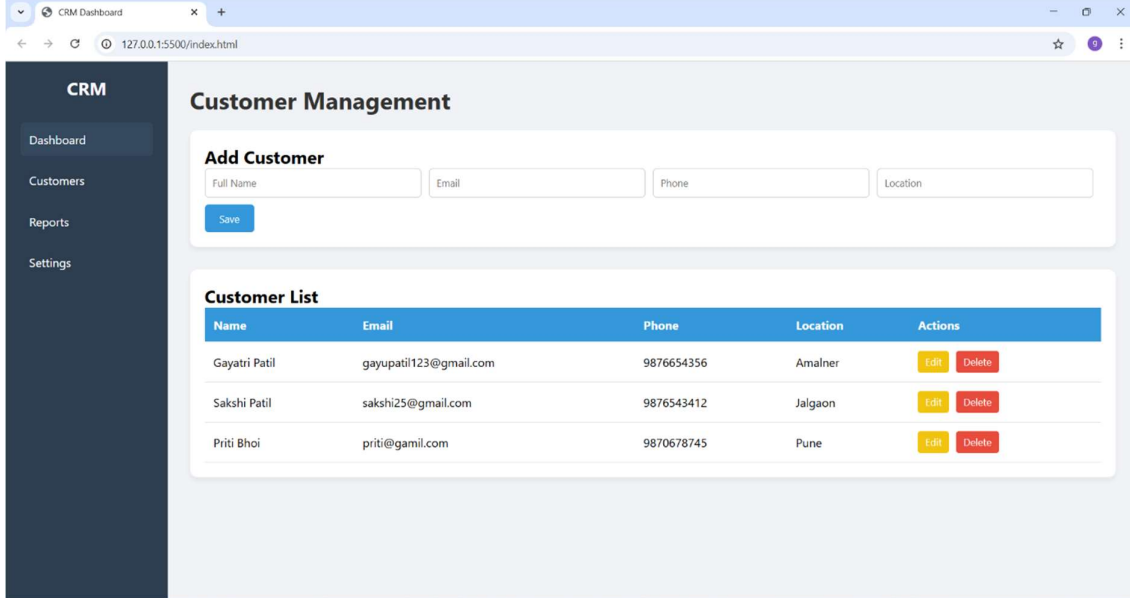 CRM Dashboard
127.0.0.1:5500/index.html
g
CRM
Dashboard
Customers
Reports
Settings
Customer Management
Add Customer
Full Name Email Phone Location
Save
Customer List
Name Email Phone Location Actions
Gayatri Patil gayupatil123@gmail.com 9876654356 Amalner Edit Delete
Sakshi Patil sakshi25@gmail.com 9876543412 Jalgaon Edit Delete
Priti Bhoi priti@gamil.com 9870678745 Pune Edit Delete